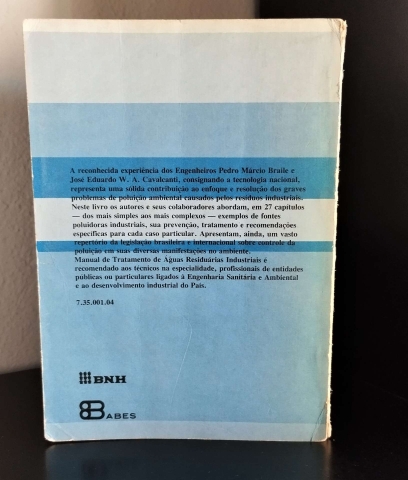 A reconhecida experiência dos Engenheiros Pedro Márcio Braile e
José Eduardo W. A. Cavalcanti, consignando a tecnologia nacional,
representa uma sólida contribuição ao enfoque e resolução dos graves
problemas de poluição ambiental causados pelos resíduos industriais.
Neste livro os autores e seus colaboradores abordam, em 27 capítulos
— dos mais simples aos mais complexos — exemplos de fontes
poluidoras industriais, sua prevenção, tratamento e recomendações
específicas para cada caso particular. Apresentam, ainda, um vasto
repertório da legislação brasileira e internacional sobre controle da
poluição em suas diversas manifestações no ambiente.
Manual de Tratamento de Águas Residuárias Industriais é
recomendado aos técnicos na especialidade, profissionais de entidades
públicas ou particulares ligados à Engenharia Sanitária e Ambiental
e ao desenvolvimento industrial do País.
7.35.001.04
BNH
ABES